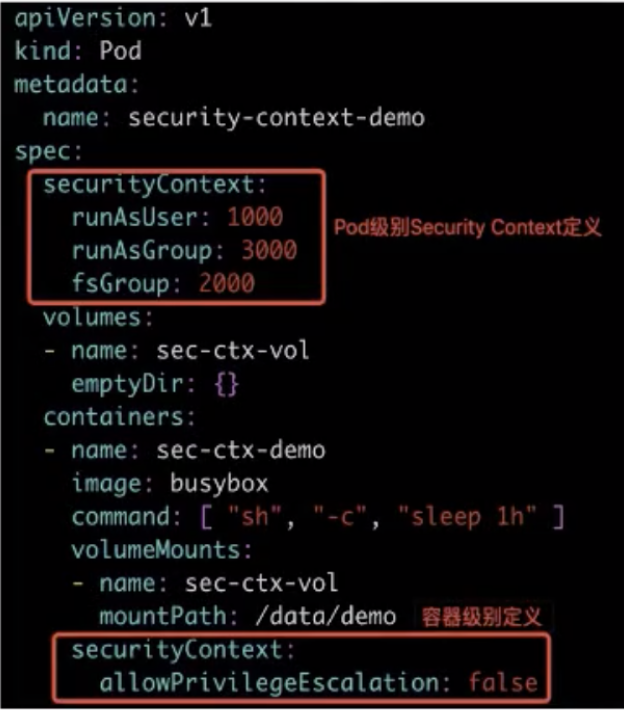 apiVersion: v1
kind: Pod
metadata:
  name: security-context-demo
spec:
  securityContext:
    runAsUser: 1000
Pod级别Security Context定义
    runAsGroup: 3000
    fsGroup: 2000
  volumes:
  - name: sec-ctx-vol
    emptyDir: {}
  containers:
  - name: sec-ctx-demo
    image: busybox
    command: [ "sh", "-c", "sleep 1h" ]
    volumeMounts:
    - name: sec-ctx-vol
      mountPath: /data/demo 容器级别定义
    securityContext:
      allowPrivilegeEscalation: false